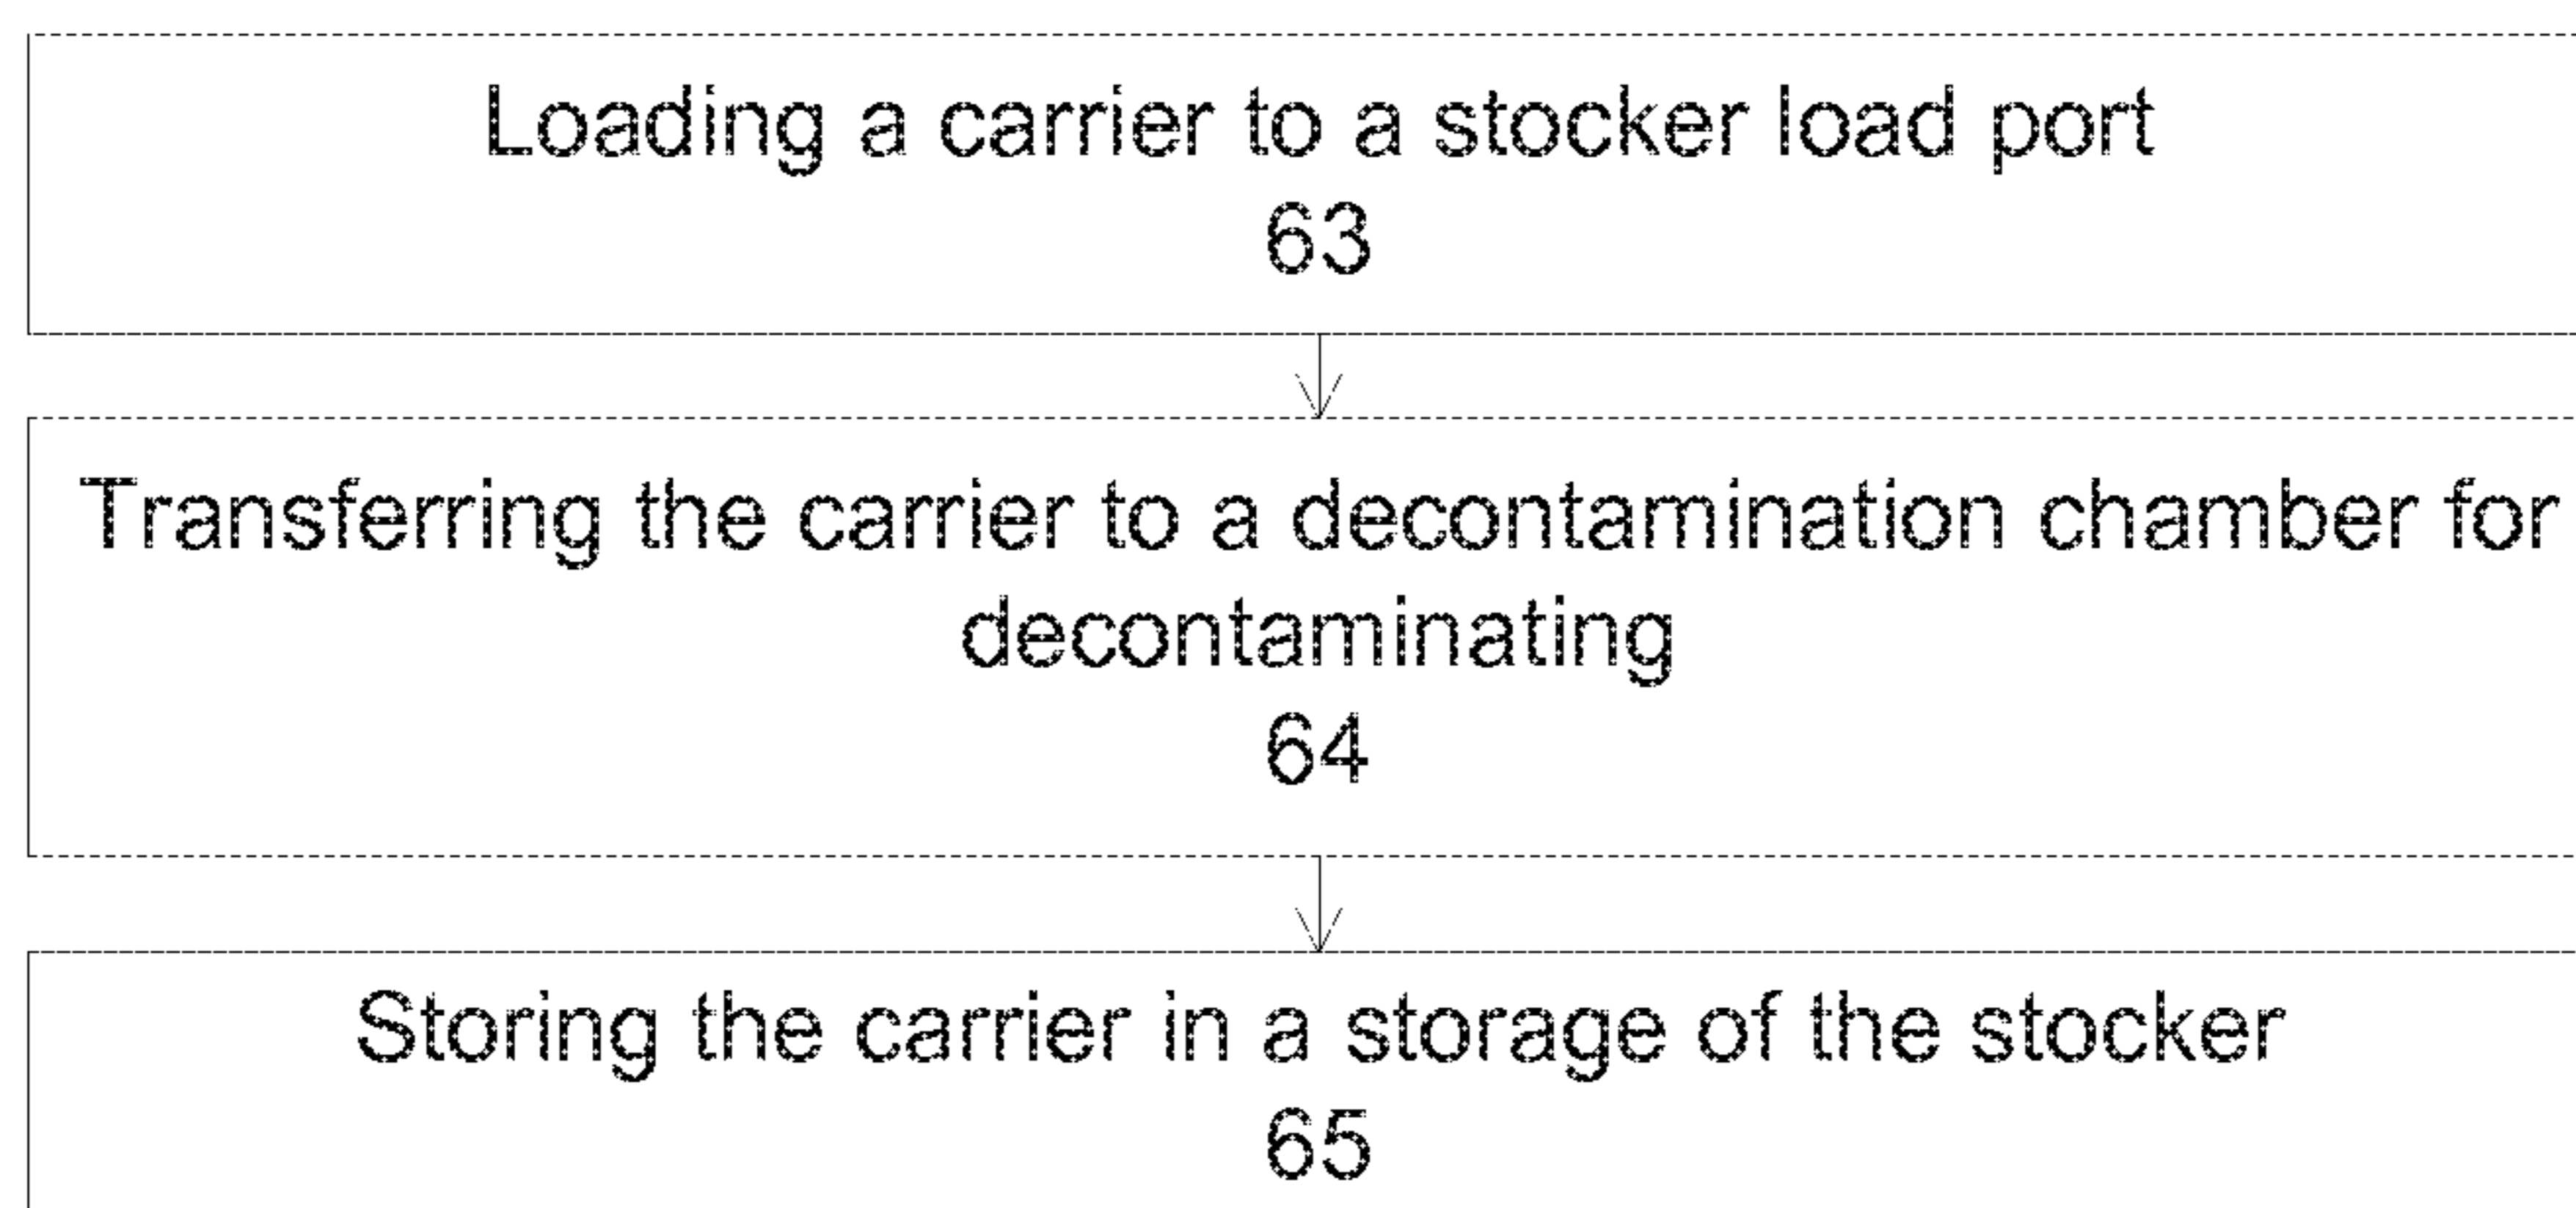 Loading a carrier to a stocker load port
63
Transferring the carrier to a decontamination chamber for
decontaminating
64
Storing the carrier in a storage of the stocker
65